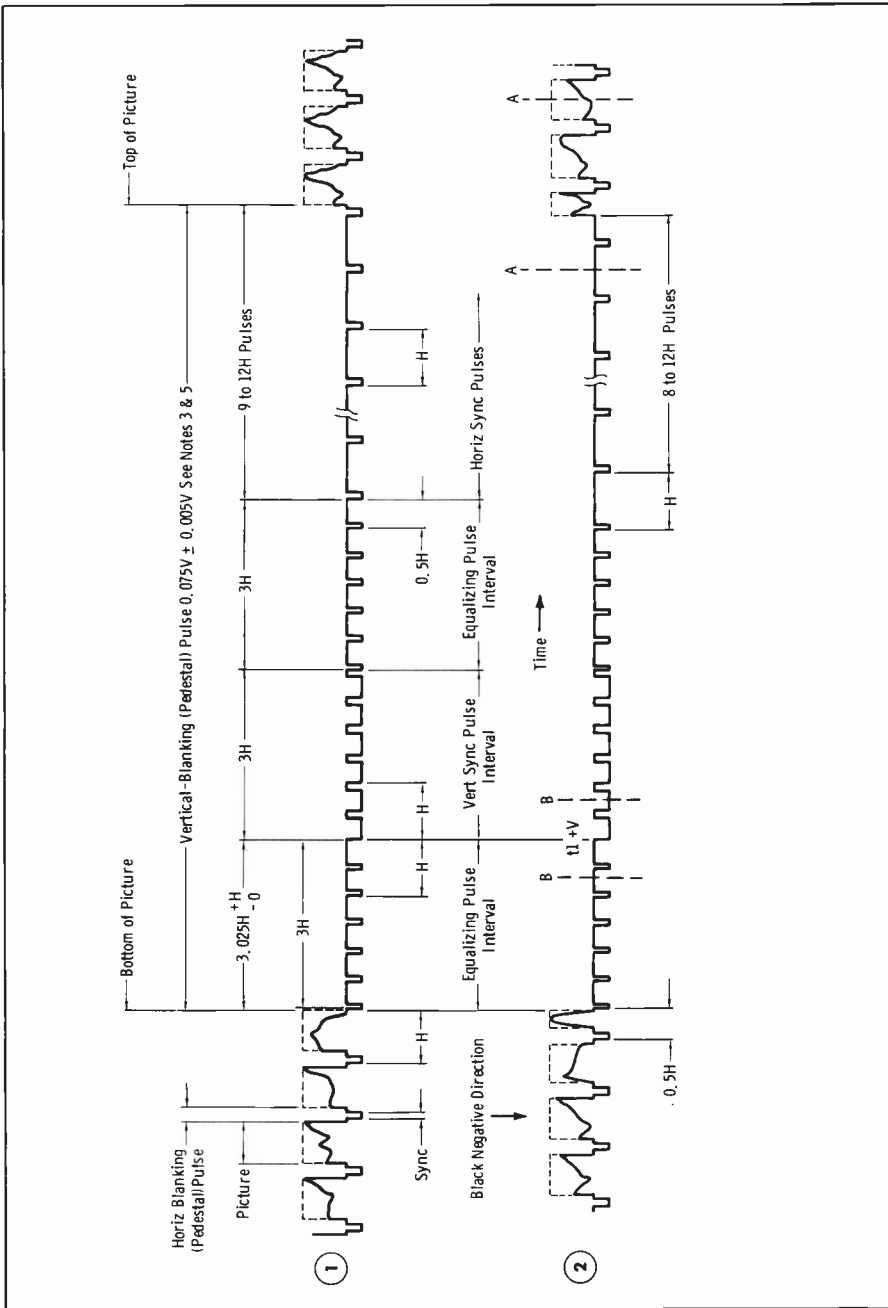 Bottom of Picture
Top of Picture
Vertical-Blanking (Pedestal) Pulse 0.075V ± 0.005V See Notes 3 & 5
Horiz Blanking
(Pedestal) Pulse
3.025H +H -0
3H
3H
9 to 12H Pulses
Picture
3H
1
Sync
H
H
H
0.5H
H
Black Negative Direction
Equalizing Pulse
Interval
Vert Sync Pulse
Interval
Equalizing Pulse
Interval
Horiz Sync Pulses
Time
B
t1 +V
B
A
A
2
0.5H
H
8 to 12H Pulses